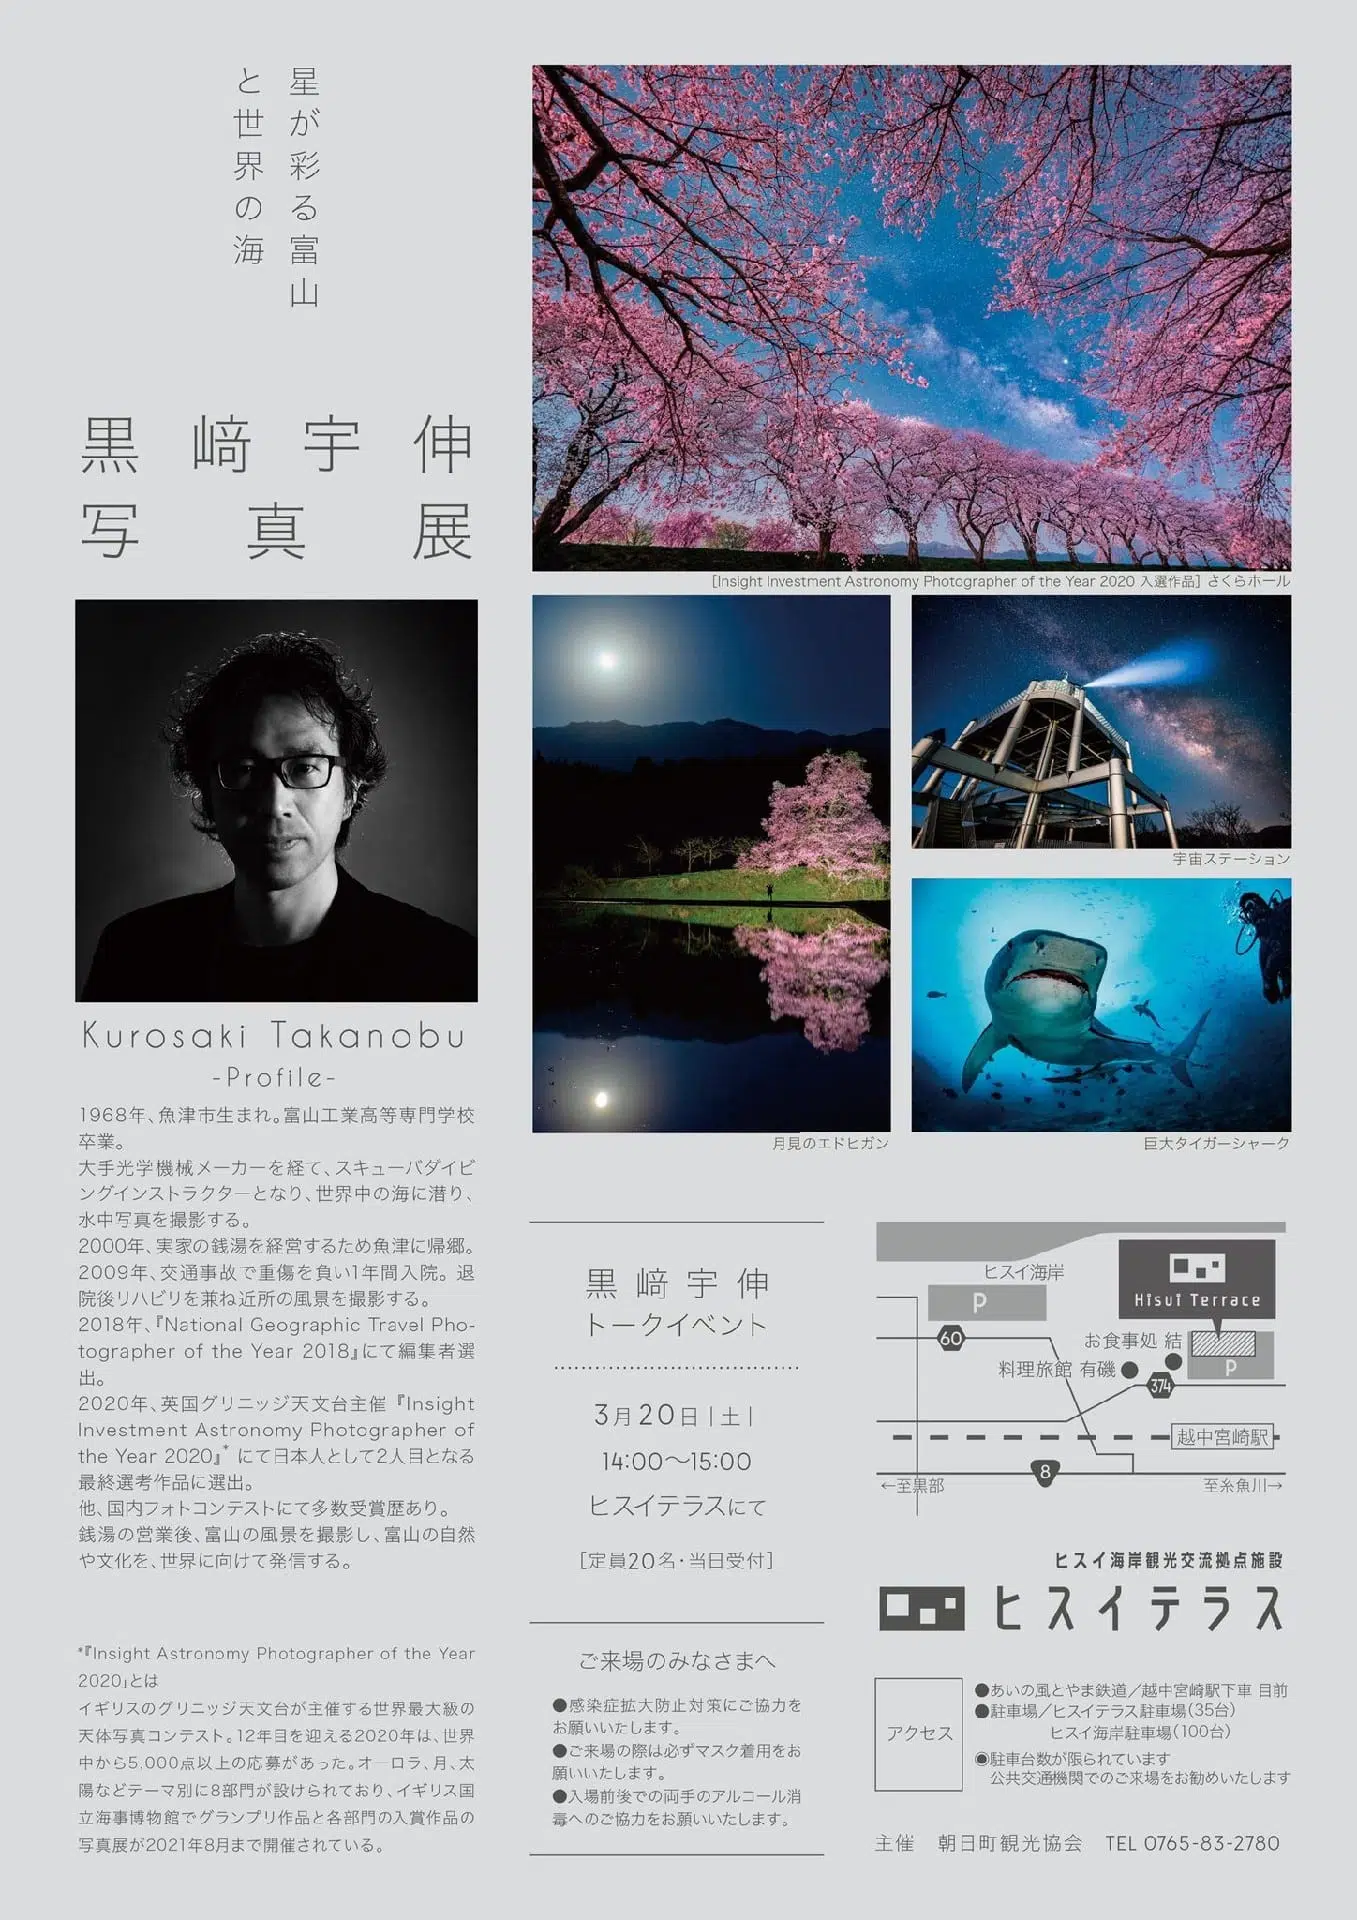 星が彩る富山
と世界の海
黒﨑宇伸
写真展
[Insight Investment Astronomy Photographer of the Year 2020 入選作品] さくらホール
宇宙ステーション
月見のエドヒガン
巨大タイガーシャーク
Kurosaki Takanobu
-Profile-
1968年、魚津市生まれ。富山工業高等専門学校
卒業。
大手光学機械メーカーを経て、スキューバダイビ
ングインストラクターとなり、世界中の海に潜り、
水中写真を撮影する。
2000年、実家の銭湯を経営するため魚津に帰郷。
2009年、交通事故で重傷を負い1年間入院。退
院後リハビリを兼ね近所の風景を撮影する。
2018年、『National Geographic Travel Pho-
tographer of the Year 2018』にて編集者選
出。
2020年、英国グリニッジ天文台主催『Insight
Investment Astronomy Photographer of
the Year 2020』* にて日本人として2人目となる
最終選考作品に選出。
他、国内フォトコンテストにて多数受賞歴あり。
銭湯の営業後、富山の風景を撮影し、富山の自然
や文化を、世界に向けて発信する。
*『Insight Astronomy Photographer of the Year
2020」とは
イギリスのグリニッジ天文台が主催する世界最大級の
天体写真コンテスト。12年目を迎える2020年は、世界
中から5,000点以上の応募があった。オーロラ、月、太
陽などテーマ別に8部門が設けられており、イギリス国
立海事博物館でグランプリ作品と各部門の入賞作品の
写真展が2021年8月まで開催されている。
黒﨑宇伸
トークイベント
3月20日|土|
14:00〜15:00
ヒスイテラスにて
[定員20名・当日受付]
ご来場のみなさまへ
●感染症拡大防止対策にご協力を
お願いいたします。
●ご来場の際は必ずマスク着用をお
願いいたします。
●入場前後での両手のアルコール消
毒へのご協力をお願いいたします。
ヒスイ海岸
P
Hisui Terrace
60
お食事処 結
料理旅館 有磯
P
374
越中宮崎駅
8
←至黒部
至糸魚川→
ヒスイ海岸観光交流拠点施設
ヒスイテラス
アクセス
●あいの風とやま鉄道／越中宮崎駅下車 目前
●駐車場／ヒスイテラス駐車場(35台)
ヒスイ海岸駐車場(100台)
◉駐車台数が限られています
公共交通機関でのご来場をお勧めいたします
主催 朝日町観光協会 TEL 0765-83-2780